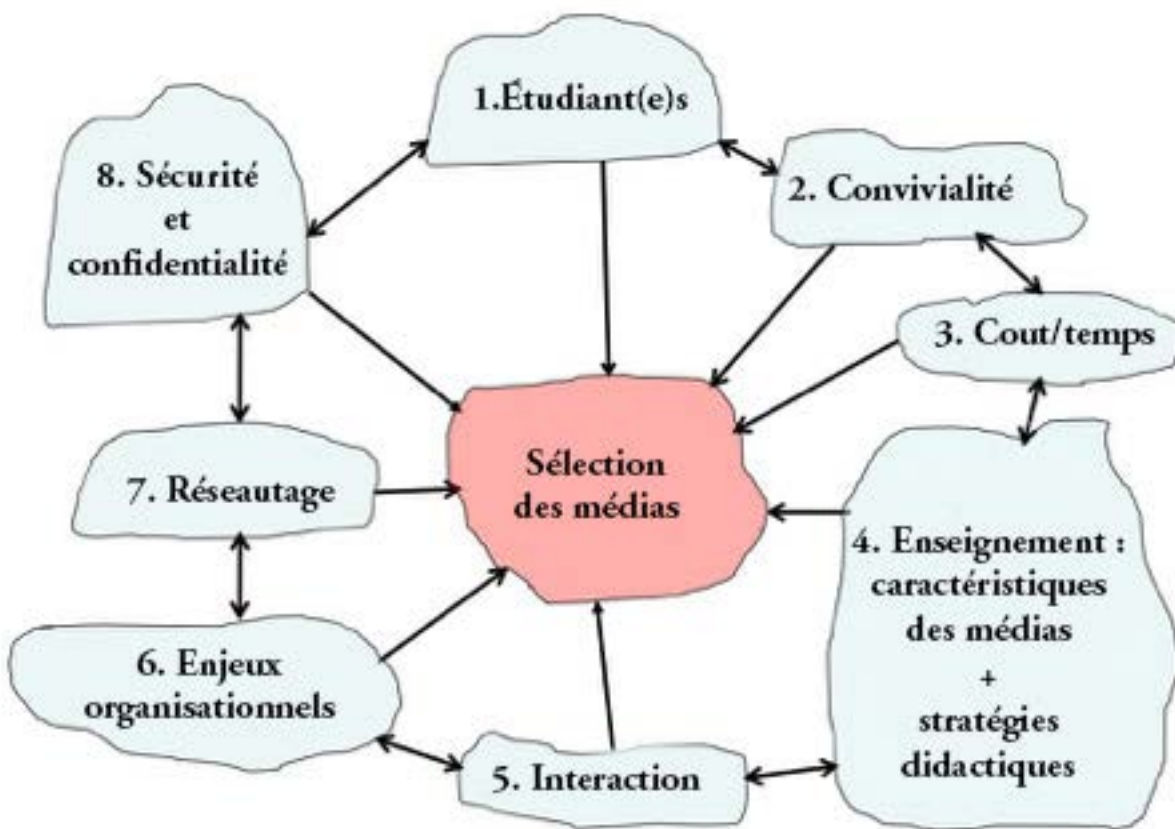 1.Étudiant(e)s
2. Convivialité
3. Cout/temps
4. Enseignement :
caractéristiques
des médias
+
stratégies
didactiques
5. Interaction
6. Enjeux
organisationnels
7. Réseautage
8. Sécurité
et
confidentialité
Sélection
des médias